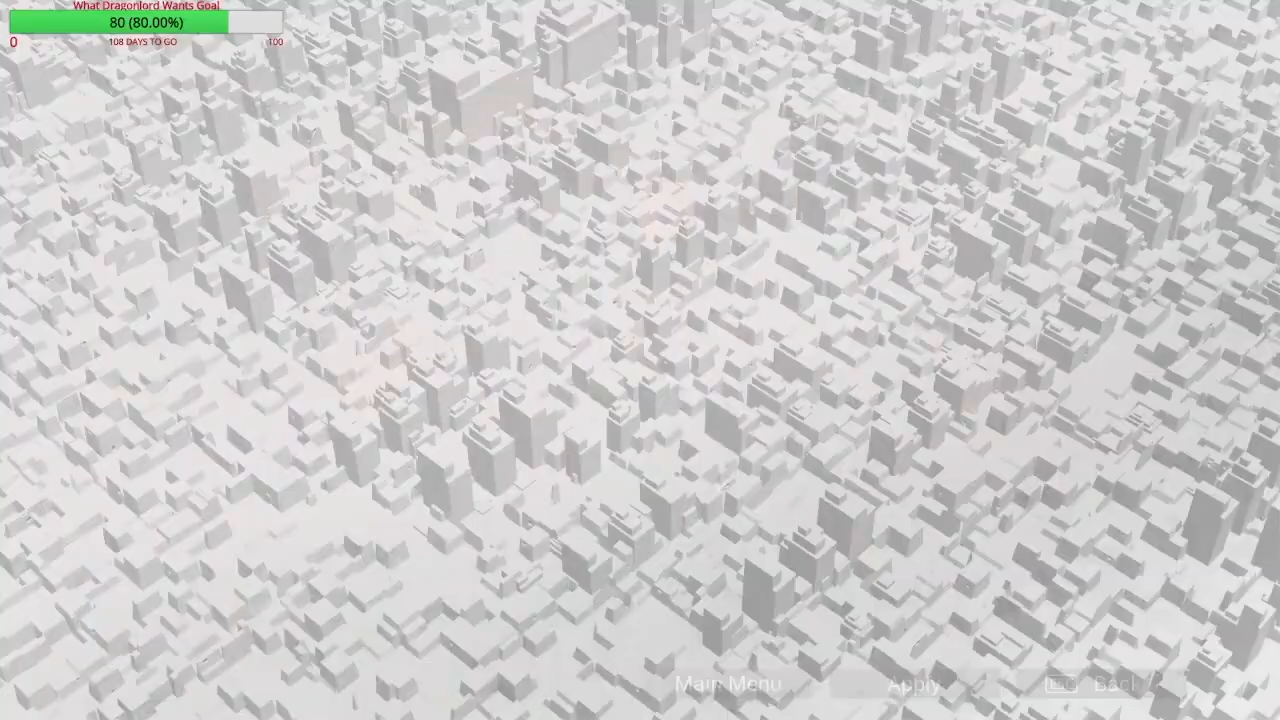 What Dragonlord Wants Goal
80 (80.00%)
0
108 DAYS TO GO
100
Main Menu
Apply
Back